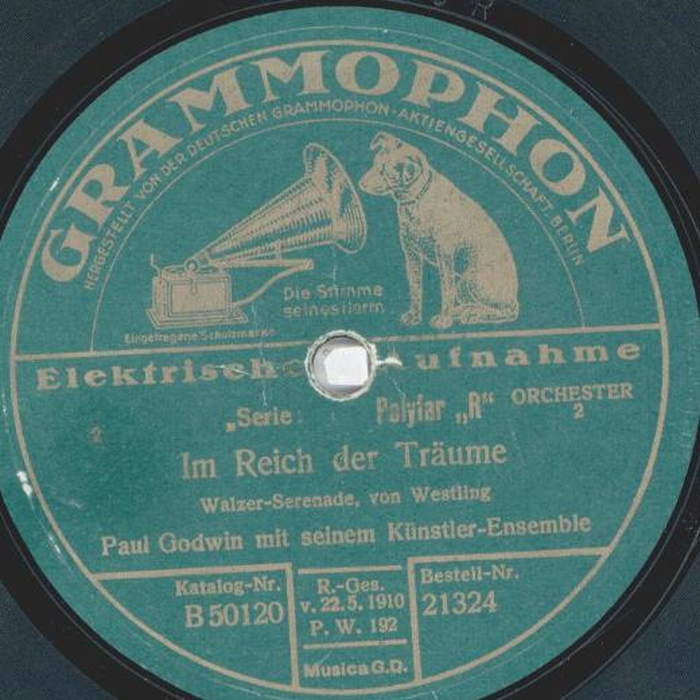 GRAMMOPHON
HERGESTELLT VON DER DEUTSCHEN GRAMMOPHON-AKTIENGESELLSCHAFT, BERLIN
Die Stimme
seines Herrn
Eingetragene Schutzmarke
Elektrische Aufnahme
ORCHESTER
„Serie: Polyfar „R“
2 2
Im Reich der Träume
Walzer-Serenade, von Westling
Paul Godwin mit seinem Künstler-Ensemble
Katalog-Nr.
B 50120
R.-Ges.
v. 22.5. 1910
P. W. 192
Musica G.D.
Bestell-Nr.
21324